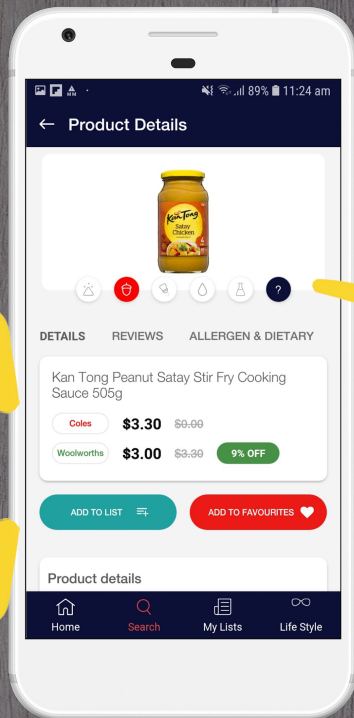 89% 11:24 am
← Product Details
Kan Tong
Satay
Chicken
?
DETAILS REVIEWS ALLERGEN & DIETARY
Kan Tong Peanut Satay Stir Fry Cooking
Sauce 505g
Coles $3.30 $0.00
Woolworths $3.00 $3.30 9% OFF
ADD TO LIST ADD TO FAVOURITES
Product details
Home Search My Lists Life Style